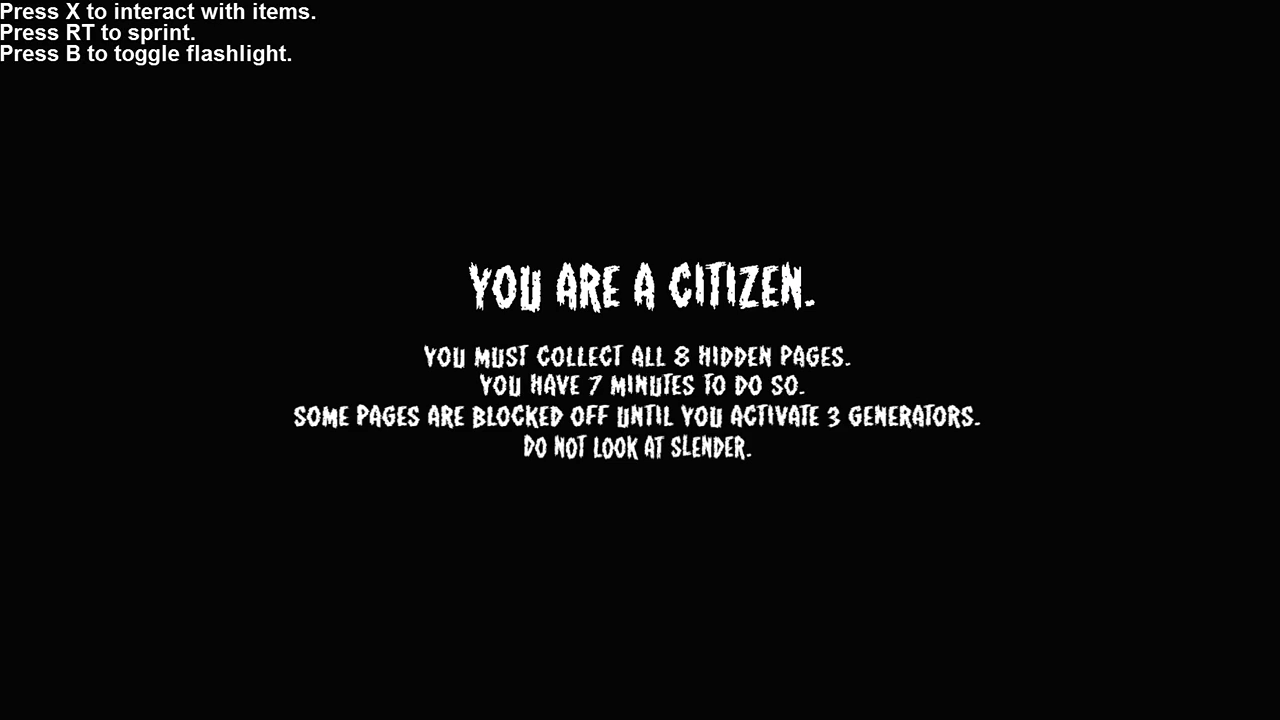 Press X to interact with items.
Press RT to sprint.
Press B to toggle flashlight.
YOU ARE A CITIZEN.
YOU MUST COLLECT ALL 8 HIDDEN PAGES.
YOU HAVE 7 MINUTES TO DO SO.
SOME PAGES ARE BLOCKED OFF UNTIL YOU ACTIVATE 3 GENERATORS.
DO NOT LOOK AT SLENDER.